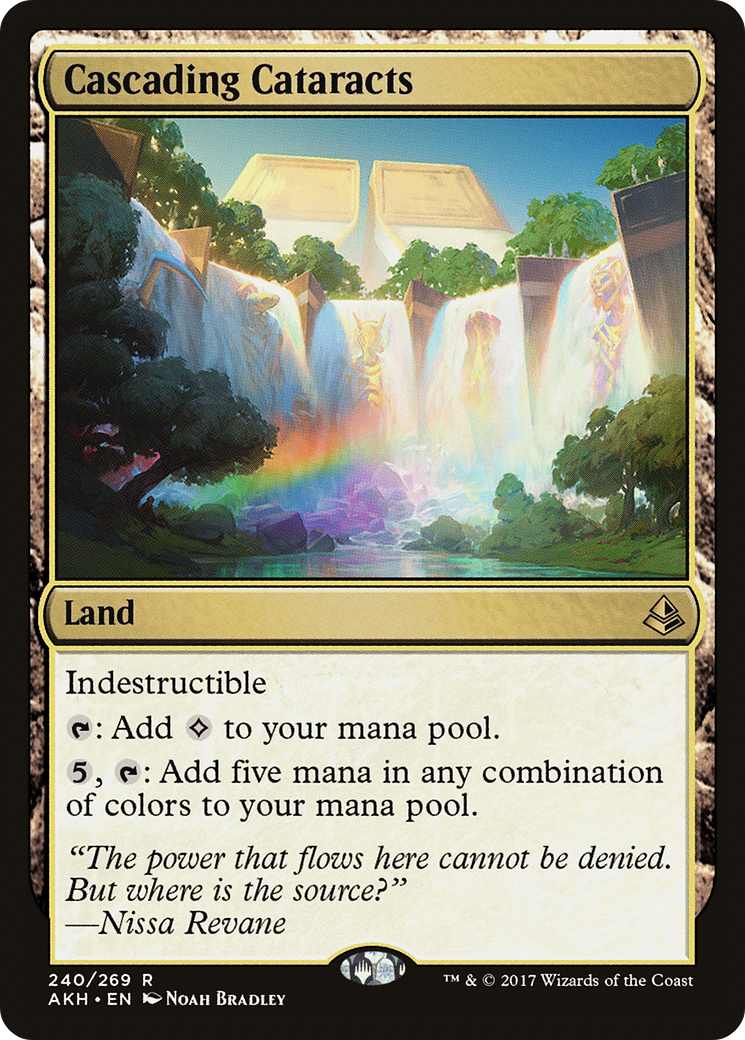 Cascading Cataracts
Land
Indestructible
: Add to your mana pool.
5, : Add five mana in any combination
of colors to your mana pool.
“The power that flows here cannot be denied.
But where is the source?”
—Nissa Revane
240/269 R
AKH • EN Noah Bradley
™ & © 2017 Wizards of the Coast